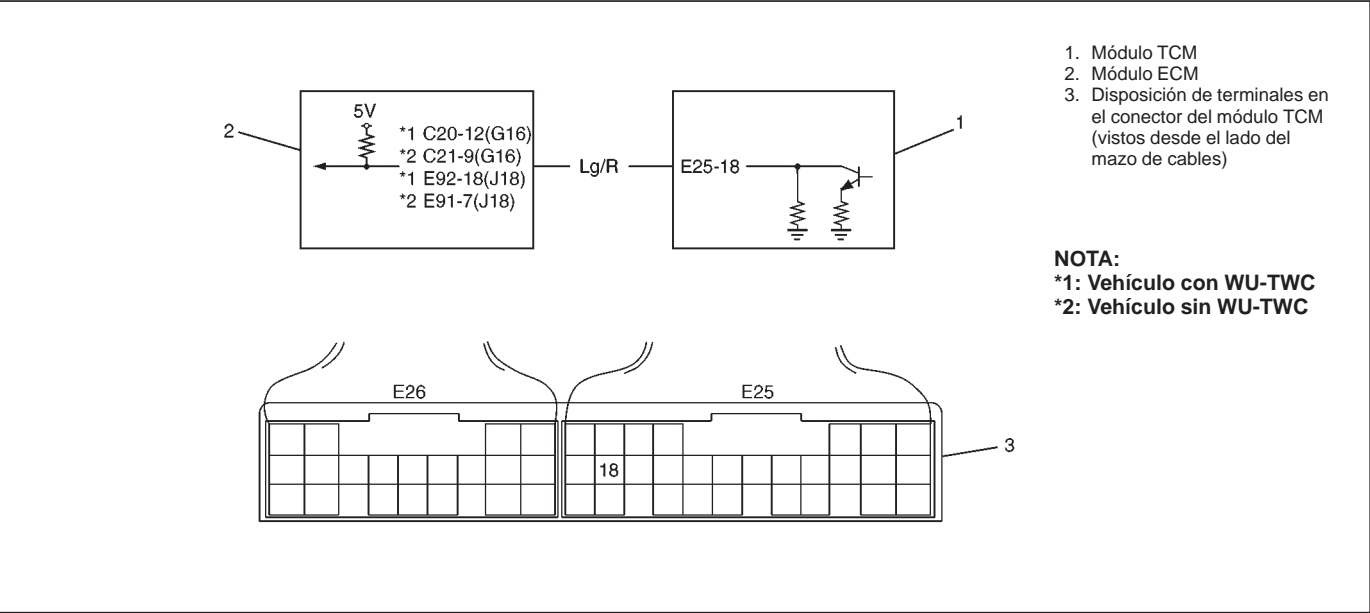 2
5V
*1 C20-12(G16)
*2 C21-9(G16)
*1 E92-18(J18)
*2 E91-7(J18)
Lg/R
E25-18
1
1. Módulo TCM
2. Módulo ECM
3. Disposición de terminales en
el conector del módulo TCM
(vistos desde el lado del
mazo de cables)
NOTA:
*1: Vehículo con WU-TWC
*2: Vehículo sin WU-TWC
E26
E25
18
3